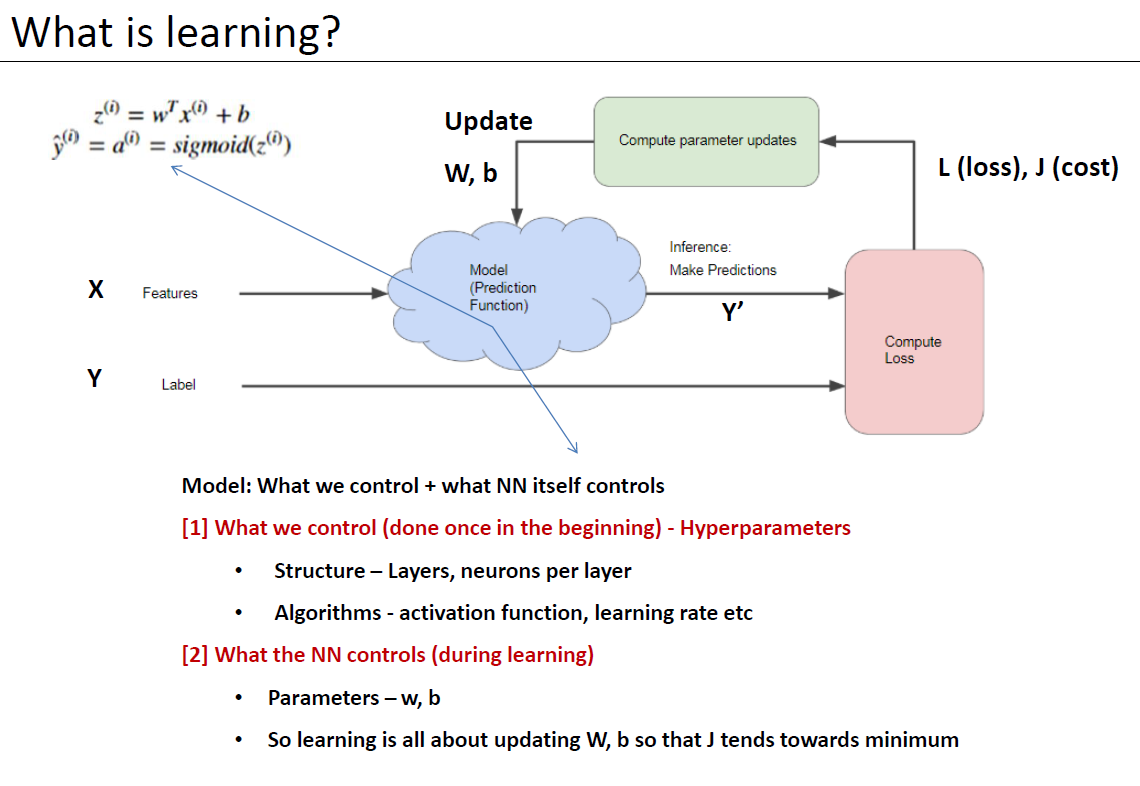 What is learning?
z⁽ⁱ⁾ = wᵀx⁽ⁱ⁾ + b
ŷ⁽ⁱ⁾ = a⁽ⁱ⁾ = sigmoid(z⁽ⁱ⁾)
Update
W, b
Compute parameter updates
L (loss), J (cost)
Inference:
Make Predictions
Y’
Model
(Prediction
Function)
X
Features
Compute
Loss
Y
Label
Model: What we control + what NN itself controls
[1] What we control (done once in the beginning) - Hyperparameters
• Structure – Layers, neurons per layer
• Algorithms - activation function, learning rate etc
[2] What the NN controls (during learning)
• Parameters – w, b
• So learning is all about updating W, b so that J tends towards minimum